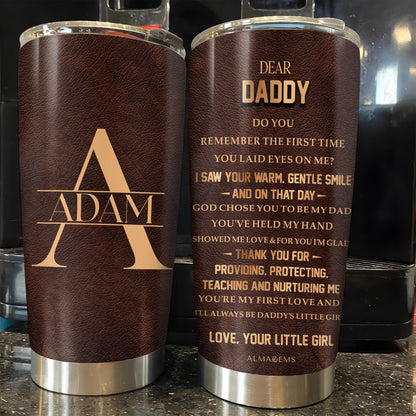 A
ADAM
DEAR
DADDY
DO YOU
REMEMBER THE FIRST TIME
YOU LAID EYES ON ME?
I SAW YOUR WARM, GENTLE SMILE
AND ON THAT DAY
GOD CHOSE YOU TO BE MY DAD
YOU'VE HELD MY HAND
SHOWED ME LOVE & FOR YOU I'M GLAD
THANK YOU FOR
PROVIDING, PROTECTING,
TEACHING AND NURTURING ME
YOU'RE MY FIRST LOVE AND
I'LL ALWAYS BE DADDY'S LITTLE GIRL
LOVE, YOUR LITTLE GIRL